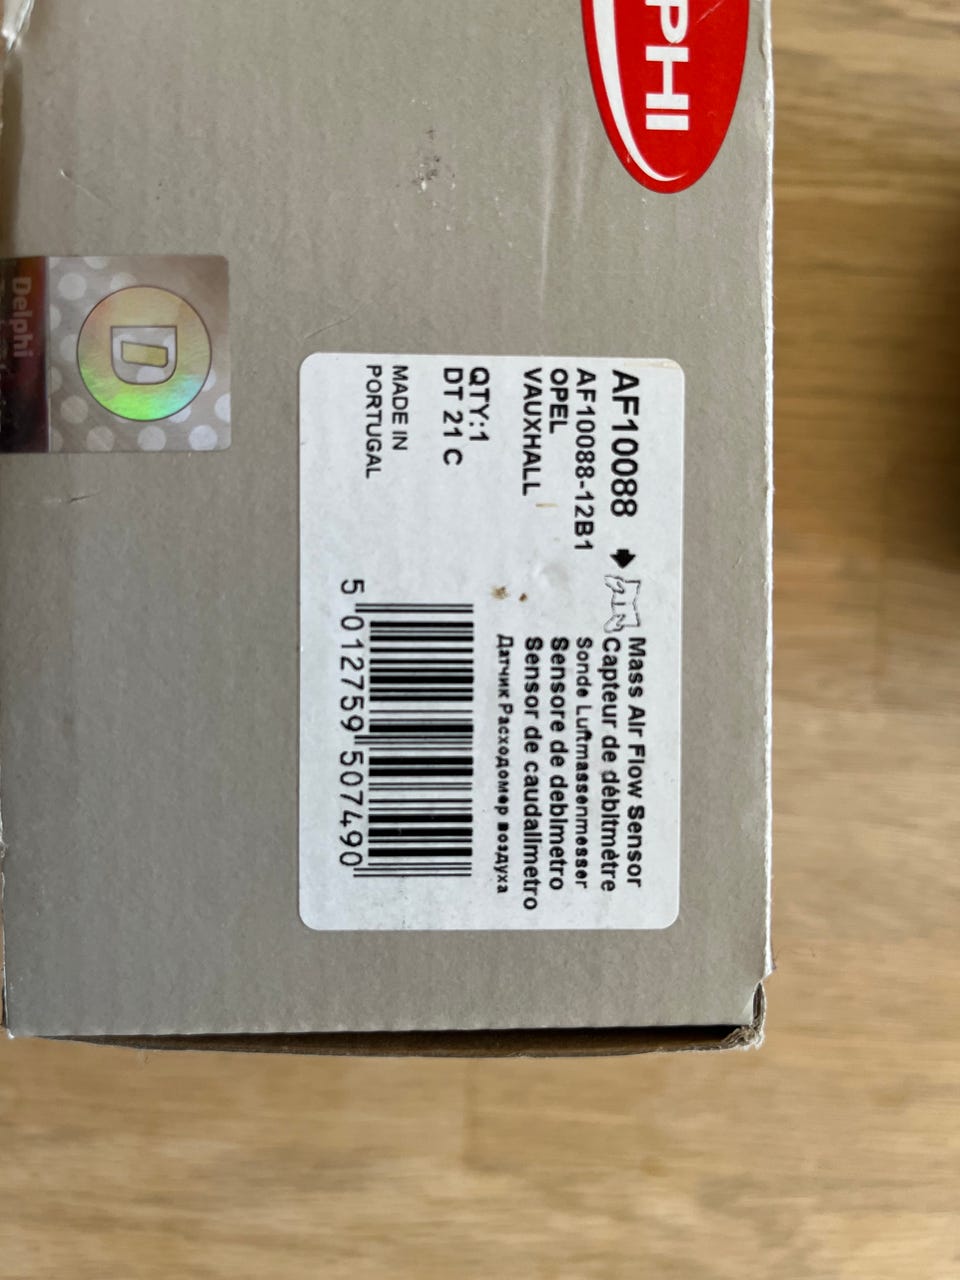 PHI
Delphi
D
AF10088
AF10088-12B1
OPEL
VAUXHALL
QTY:1
DT 21 C
MADE IN
PORTUGAL
Mass Air Flow Sensor
Capteur de débitmètre
Sonde Luftmassenmesser
Sensore de debimetro
Sensor de caudalímetro
Датчик Расходомер воздуха
5 012759 507490